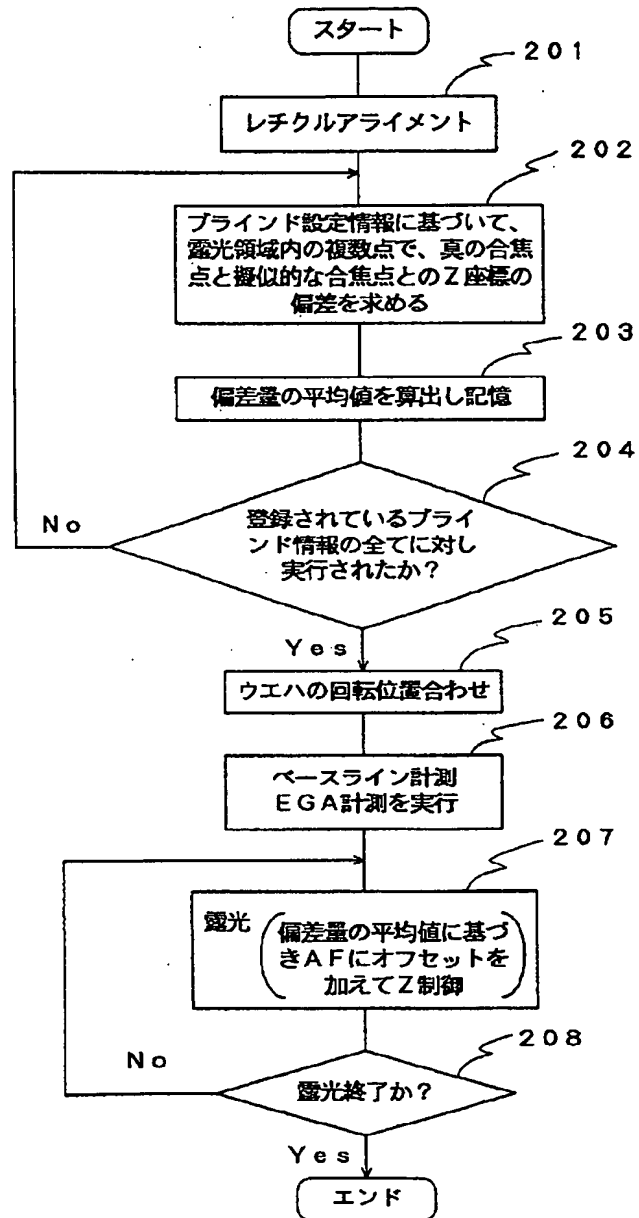 スタート
201
レチクルアライメント
202
ブラインド設定情報に基づいて、
露光領域内の複数点で、真の合焦
点と擬似的な合焦点とのZ座標の
偏差を求める
203
偏差量の平均値を算出し記憶
204
登録されているブラ
インド情報の全てに対し
実行されたか?
No
Yes
205
ウエハの回転位置合わせ
206
ベースライン計測
EGA計測を実行
207
露光
偏差量の平均値に基づ
きAFにオフセットを
加えてZ制御
208
露光終了か?
No
Yes
エンド